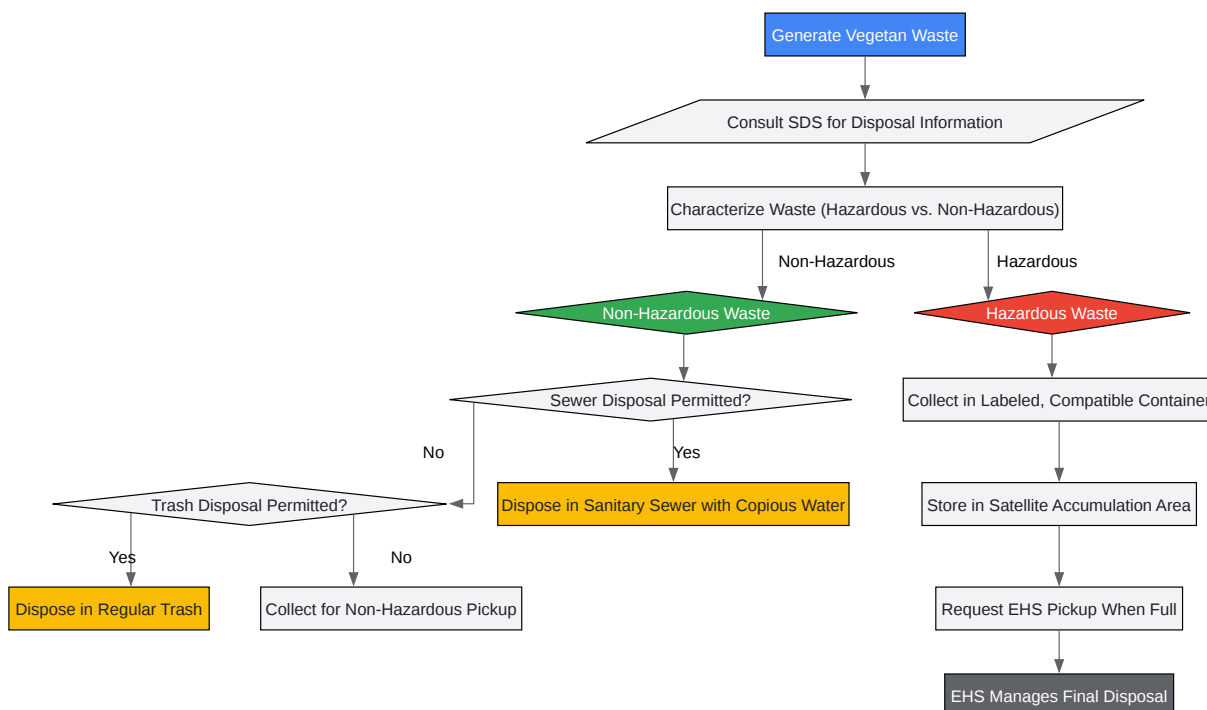 Generate Vegetan Waste
Consult SDS for Disposal Information
Characterize Waste (Hazardous vs. Non-Hazardous)
Non-Hazardous
Hazardous
Non-Hazardous Waste
Hazardous Waste
Sewer Disposal Permitted?
Collect in Labeled, Compatible Container
No
Yes
Trash Disposal Permitted?
Dispose in Sanitary Sewer with Copious Water
Store in Satellite Accumulation Area
Yes
No
Dispose in Regular Trash
Collect for Non-Hazardous Pickup
Request EHS Pickup When Full
EHS Manages Final Disposal